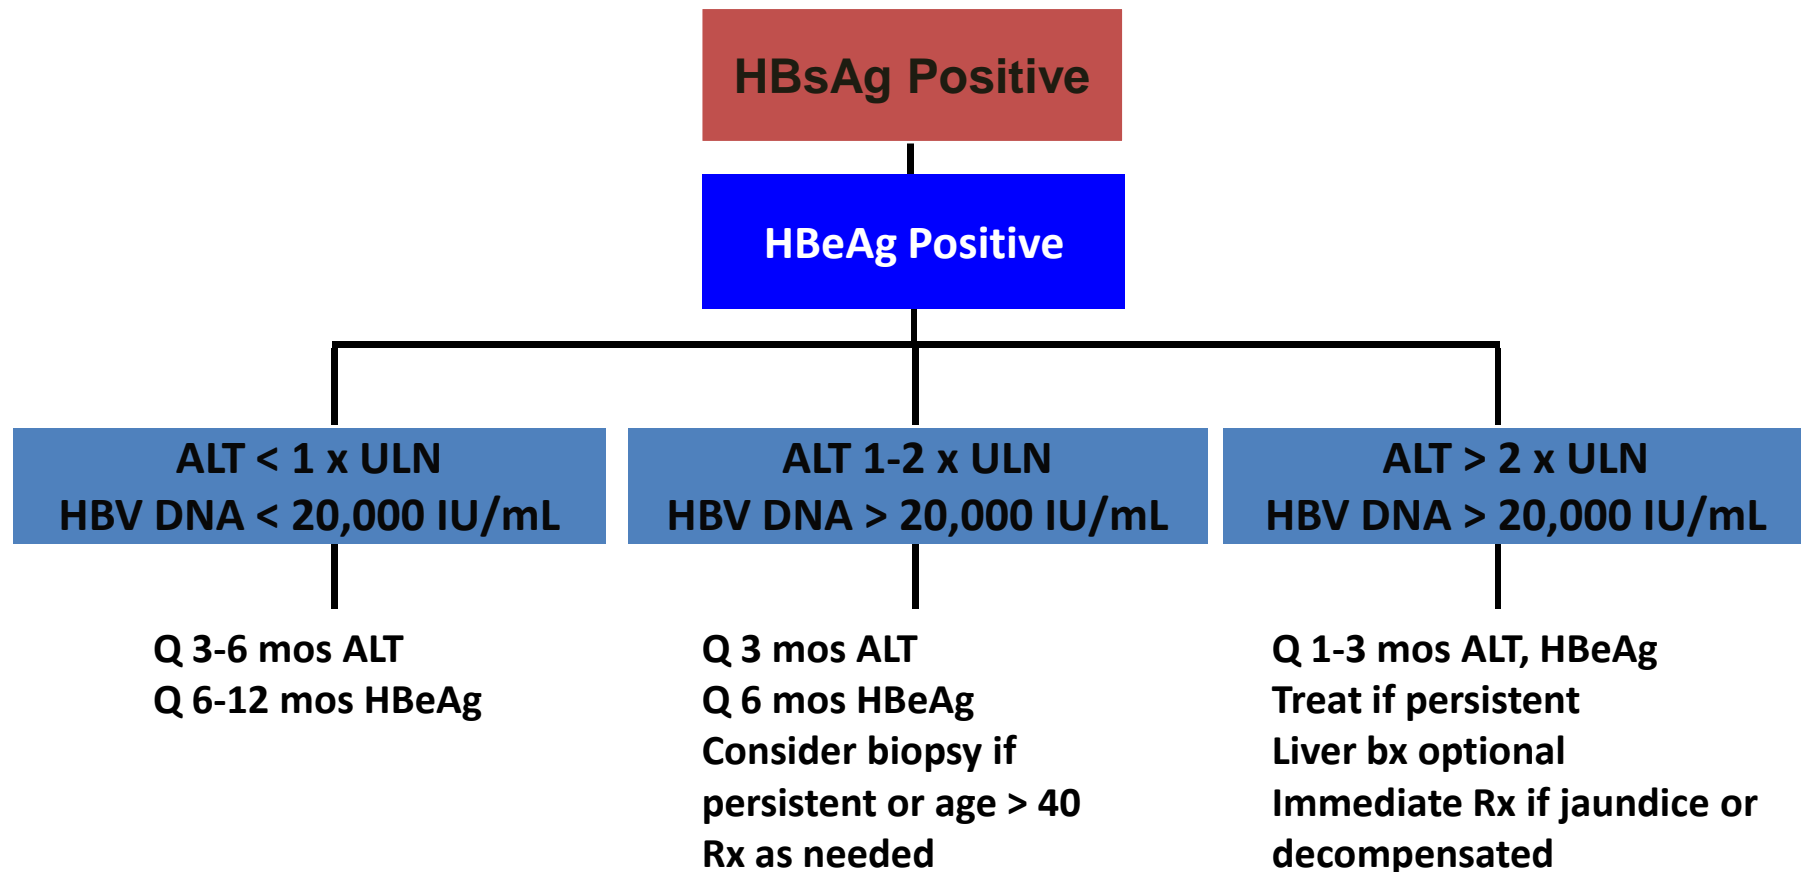 HBsAg Positive
HBeAg Positive
ALT < 1 x ULN
HBV DNA < 20,000 IU/mL
ALT 1-2 x ULN
HBV DNA > 20,000 IU/mL
ALT > 2 x ULN
HBV DNA > 20,000 IU/mL
Q 3-6 mos ALT
Q 6-12 mos HBeAg
Q 3 mos ALT
Q 6 mos HBeAg
Consider biopsy if
persistent or age > 40
Rx as needed
Q 1-3 mos ALT, HBeAg
Treat if persistent
Liver bx optional
Immediate Rx if jaundice or
decompensated